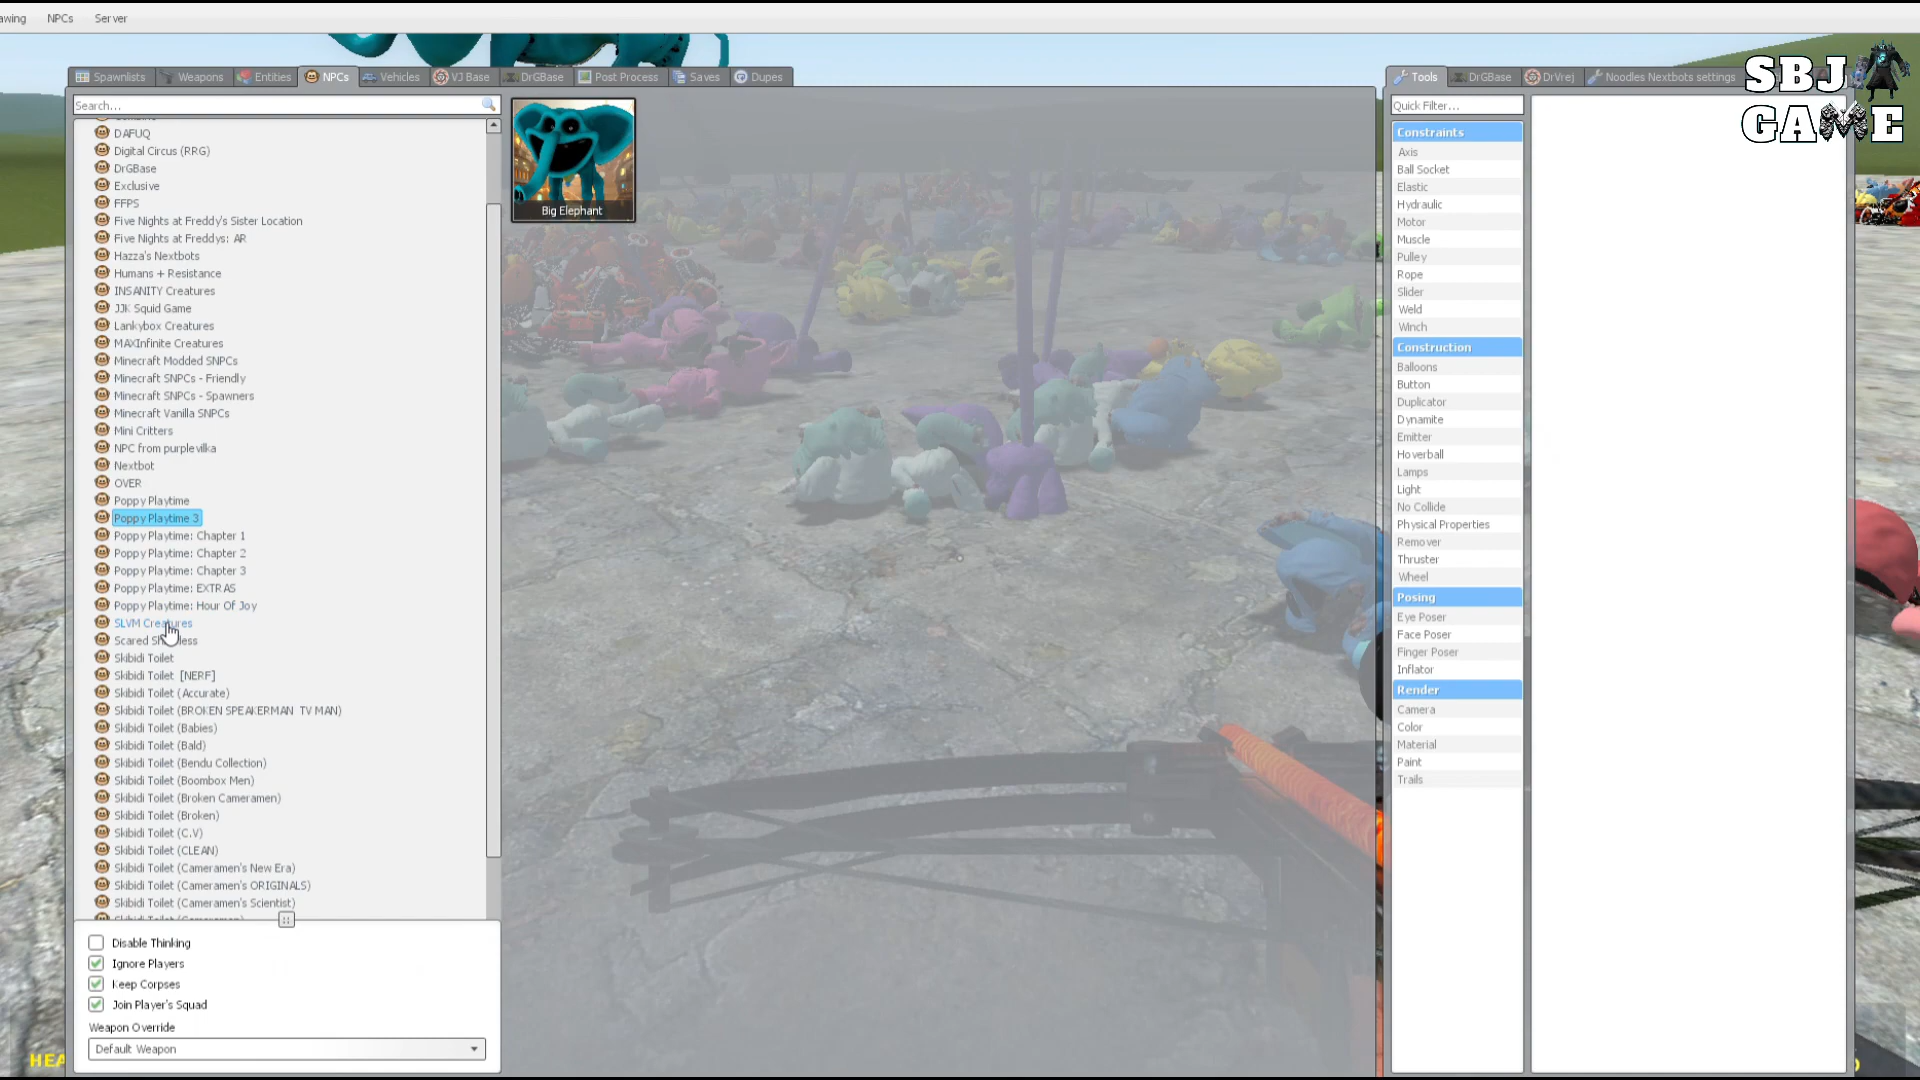 awing NPCs Server
Spawnlists Weapons Entities NPCs Vehicles VJ Base DrGBase Post Process Saves Dupes
Tools DrGBase DrVrej Noodles Nextbots settings
SBJ
GAME
Search...
Quick Filter...
DAFUQ
Digital Circus (RRG)
DrGBase
Exclusive
FFPS
Five Nights at Freddy's Sister Location
Five Nights at Freddys: AR
Hazza's Nextbots
Humans + Resistance
INSANITY Creatures
JJK Squid Game
Lankybox Creatures
MAXInfinite Creatures
Minecraft Modded SNPCs
Minecraft SNPCs - Friendly
Minecraft SNPCs - Spawners
Minecraft Vanilla SNPCs
Mini Critters
NPC from purplevilka
Nextbot
OVER
Poppy Playtime
Poppy Playtime 3
Poppy Playtime: Chapter 1
Poppy Playtime: Chapter 2
Poppy Playtime: Chapter 3
Poppy Playtime: EXTRAS
Poppy Playtime: Hour Of Joy
SLVM Creatures
Scared
Skibidi Toilet
Skibidi Toilet [NERF]
Skibidi Toilet (Accurate)
Skibidi Toilet (BROKEN SPEAKERMAN TV MAN)
Skibidi Toilet (Babies)
Skibidi Toilet (Bald)
Skibidi Toilet (Bendu Collection)
Skibidi Toilet (Boombox Men)
Skibidi Toilet (Broken Cameramen)
Skibidi Toilet (Broken)
Skibidi Toilet (C.V)
Skibidi Toilet (CLEAN)
Skibidi Toilet (Cameramen's New Era)
Skibidi Toilet (Cameramen's ORIGINALS)
Skibidi Toilet (Cameramen's Scientist)
Disable Thinking
Ignore Players
Keep Corpses
Join Player's Squad
Weapon Override
Default Weapon
Big Elephant
Constraints
Axis
Ball Socket
Elastic
Hydraulic
Motor
Muscle
Pulley
Rope
Slider
Weld
Winch
Construction
Balloons
Button
Duplicator
Dynamite
Emitter
Hoverball
Lamps
Light
No Collide
Physical Properties
Remover
Thruster
Wheel
Posing
Eye Poser
Face Poser
Finger Poser
Inflator
Render
Camera
Color
Material
Paint
Trails
HEA